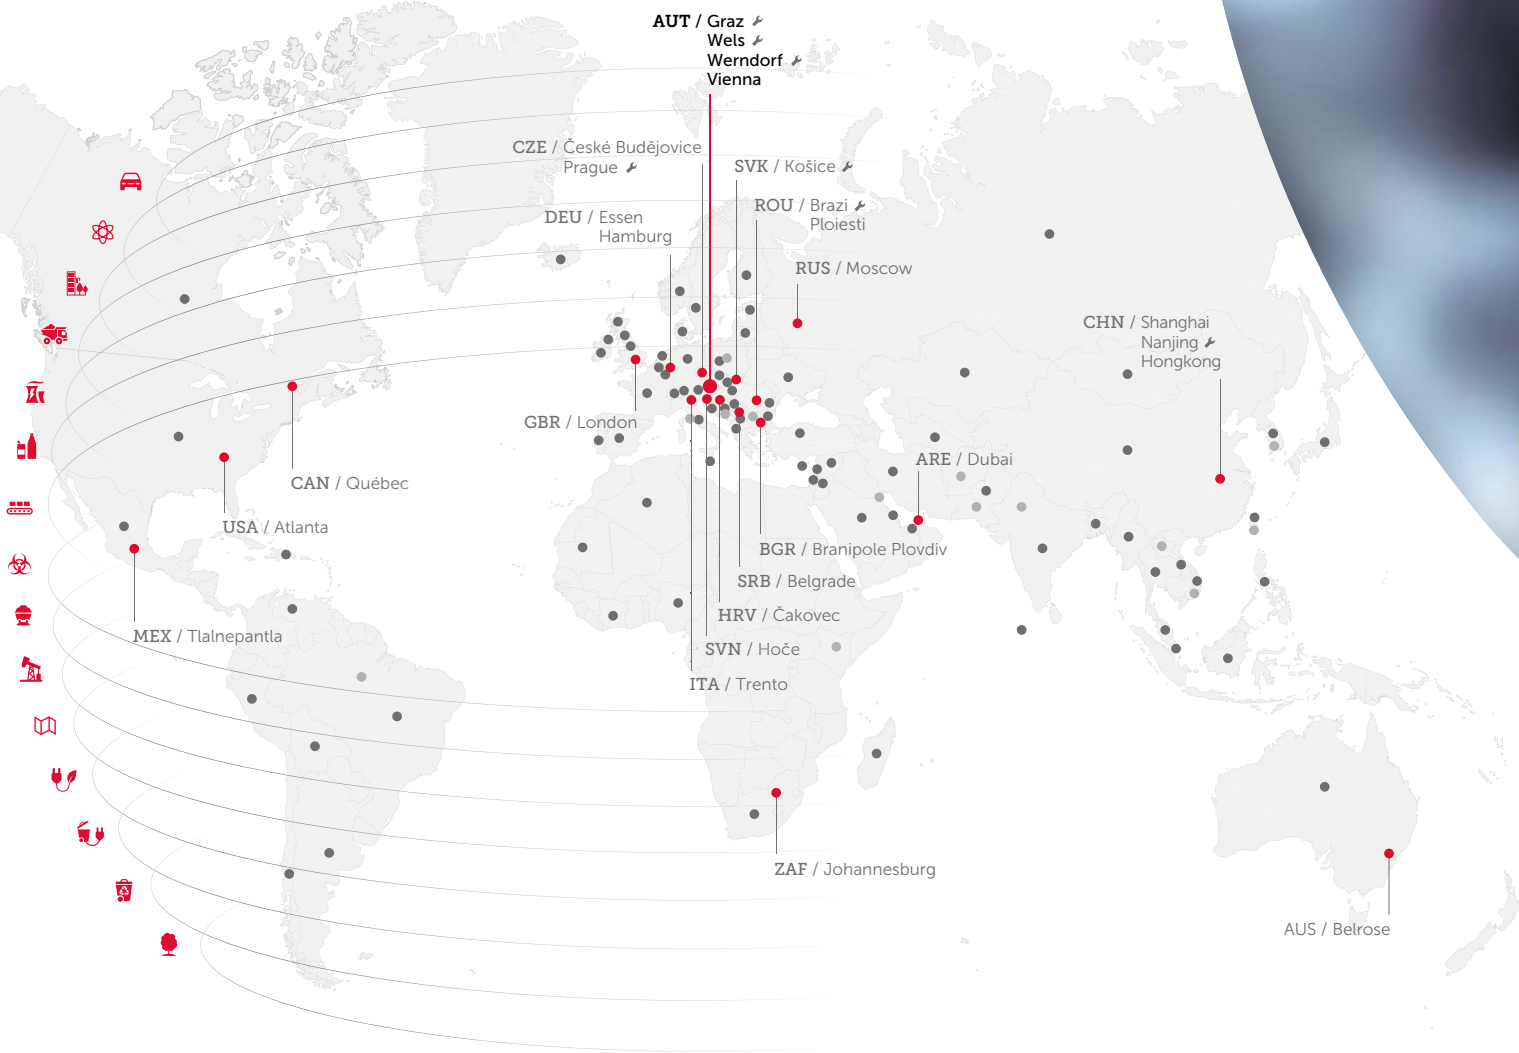 AUT / Graz
Wels
Werndorf
Vienna
CZE / České Budějovice
Prague
SVK / Košice
DEU / Essen
Hamburg
ROU / Brazi
Ploiesti
RUS / Moscow
CHN / Shanghai
Nanjing
Hongkong
GBR / London
ARE / Dubai
CAN / Québec
USA / Atlanta
BGR / Branipole Plovdiv
SRB / Belgrade
HRV / Čakovec
MEX / Tlalnepantla
SVN / Hoče
ITA / Trento
ZAF / Johannesburg
AUS / Belrose